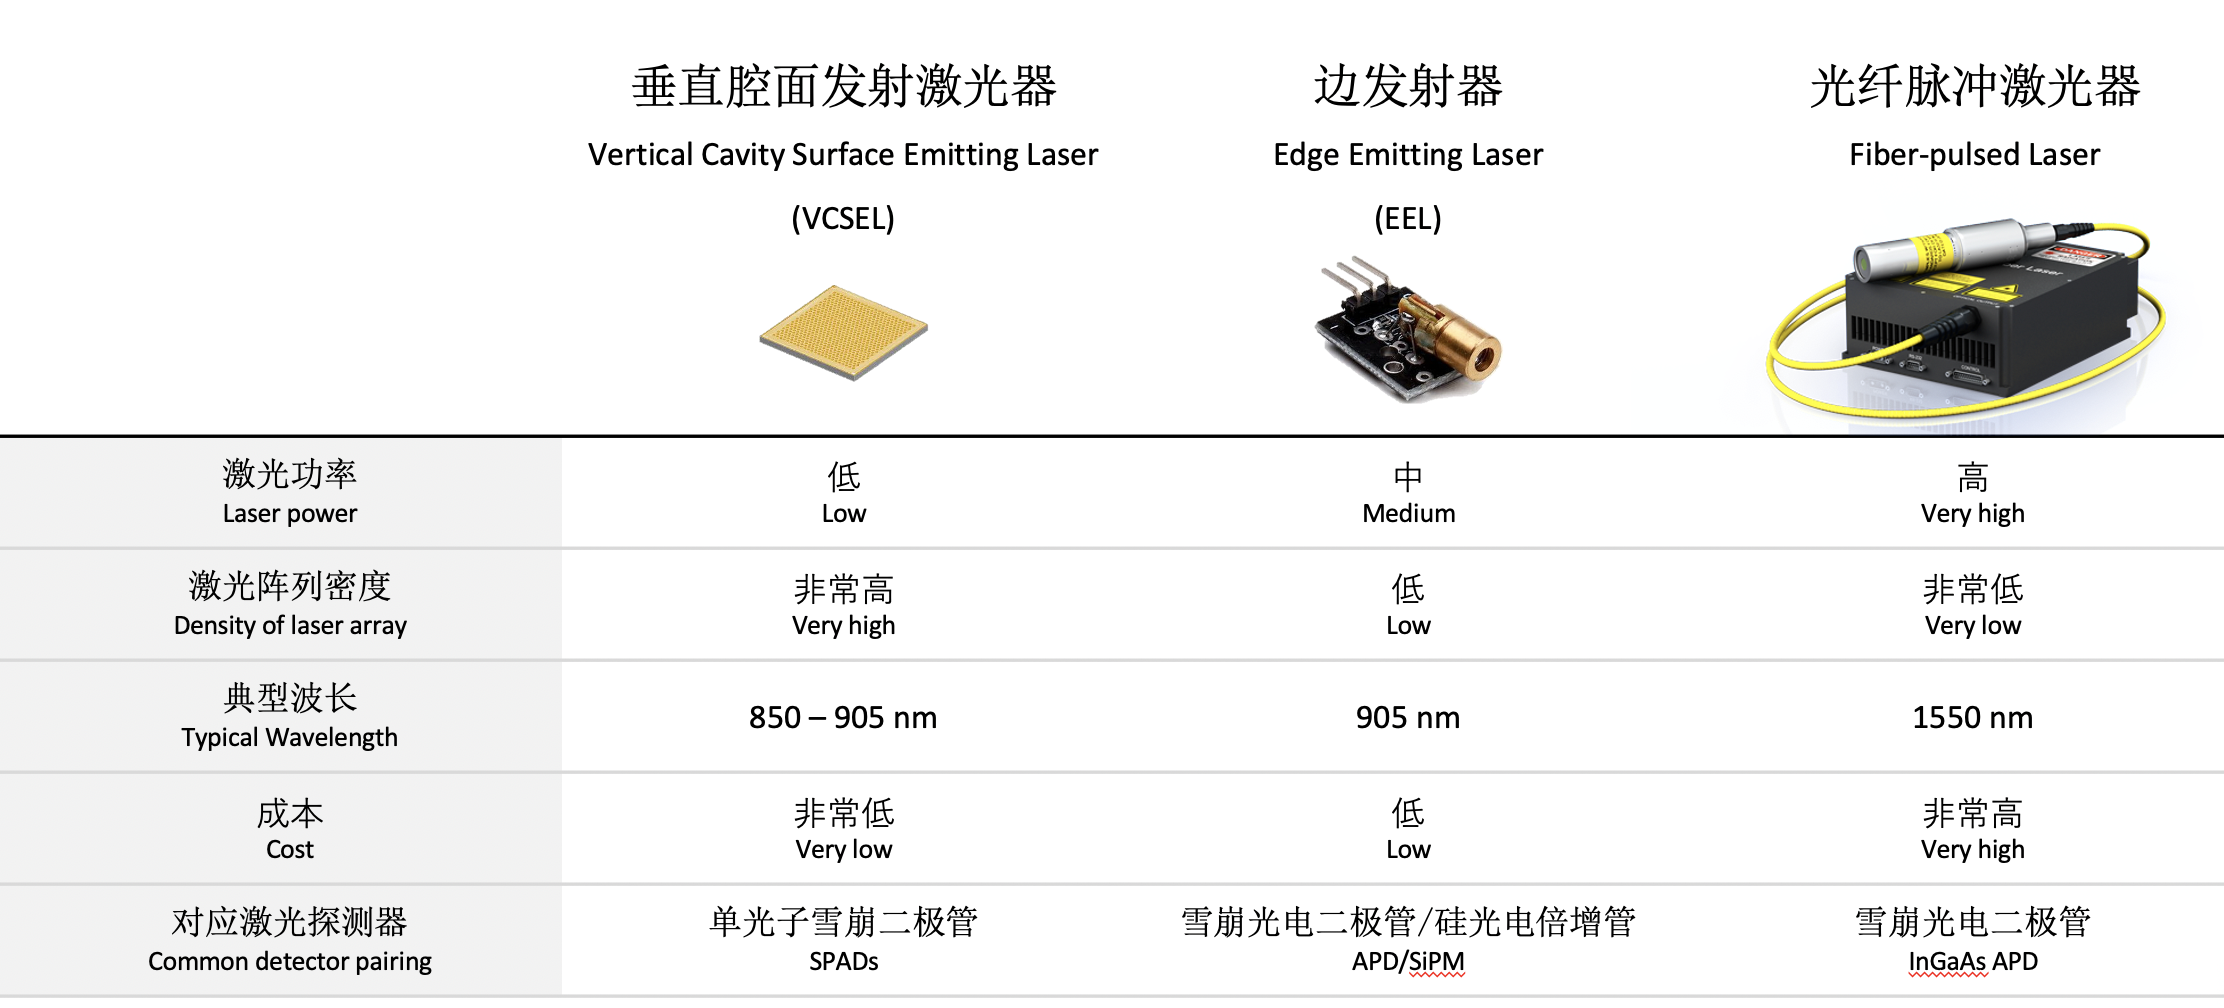 垂直腔面发射激光器
Vertical Cavity Surface Emitting Laser
(VCSEL)
边发射器
Edge Emitting Laser
(EEL)
光纤脉冲激光器
Fiber-pulsed Laser
DANGER
er Laser
CONTROL
激光功率
Laser power
低
Low
中
Medium
高
Very high
激光阵列密度
Density of laser array
非常高
Very high
低
Low
非常低
Very low
典型波长
Typical Wavelength
850 – 905 nm
905 nm
1550 nm
成本
Cost
非常低
Very low
低
Low
非常高
Very high
对应激光探测器
Common detector pairing
单光子雪崩二极管
SPADs
雪崩光电二极管/硅光电倍增管
APD/SiPM
雪崩光电二极管
InGaAs APD